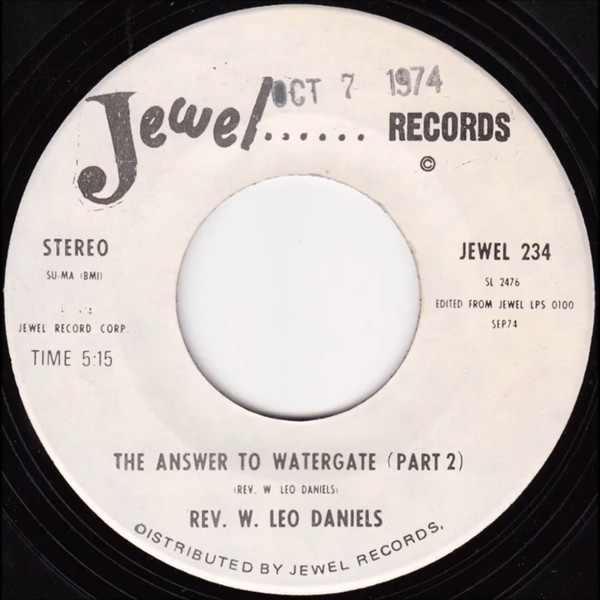 OCT 7 1974
Jewel...... RECORDS
©
STEREO
SU-MA (BMI)
JEWEL RECORD CORP.
TIME 5:15
JEWEL 234
SL 2476
EDITED FROM JEWEL LPS 0100
SEP74
THE ANSWER TO WATERGATE (PART 2)
(REV. W. LEO DANIELS)
REV. W. LEO DANIELS
DISTRIBUTED BY JEWEL RECORDS,